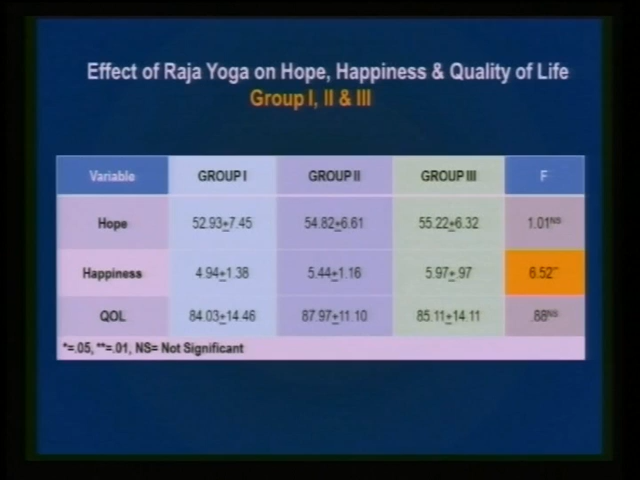 Effect of Raja Yoga on Hope, Happiness & Quality of Life
Group I, II & III
Variable GROUP I GROUP II GROUP III F
Hope 52.93±7.45 54.82±6.61 55.22±6.32 1.01NS
Happiness 4.94±1.38 5.44±1.16 5.97±.97 6.52**
QOL 84.03±14.46 87.97±11.10 85.11±14.11 .88NS
*=.05, **=.01, NS= Not Significant